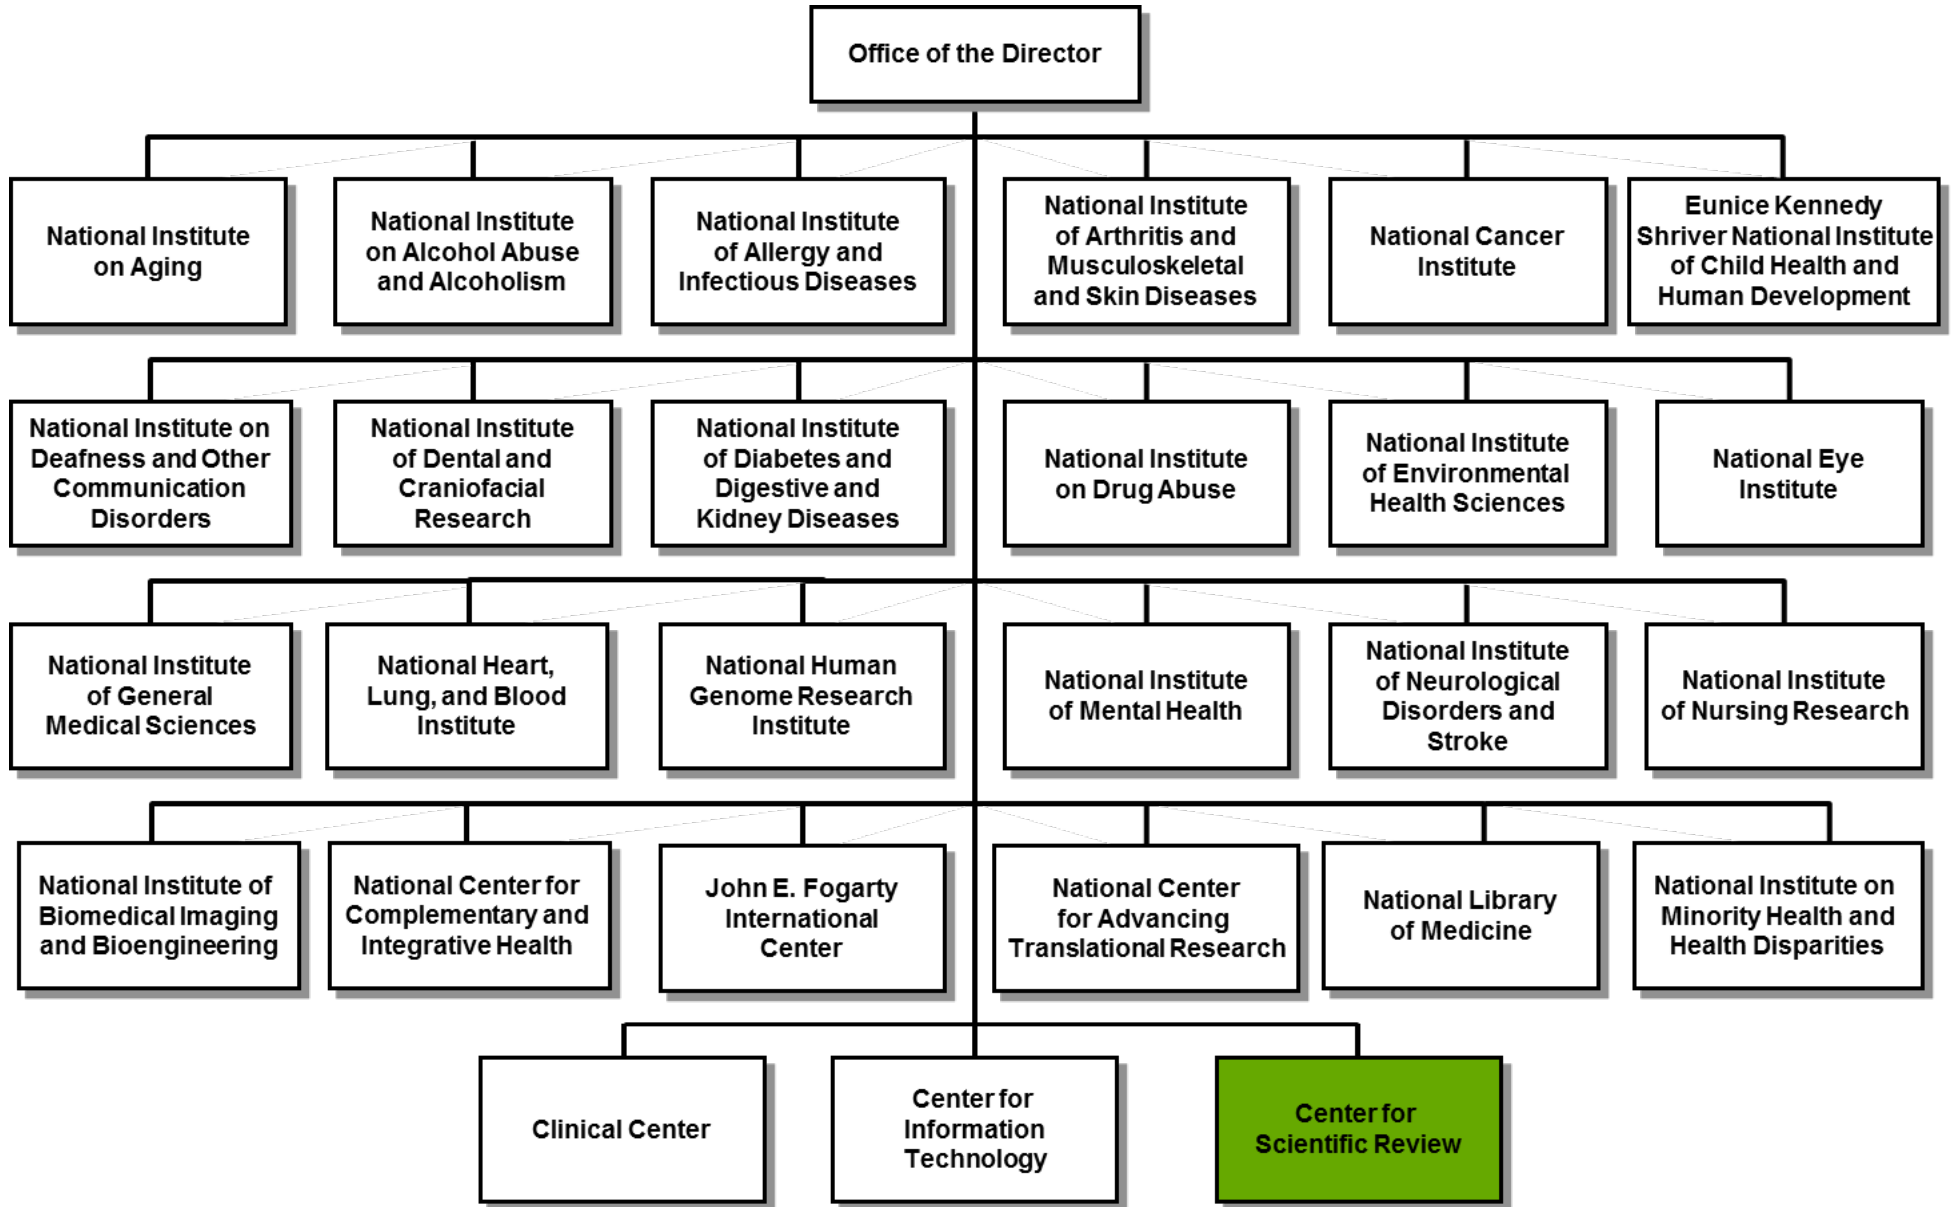 Office of the Director
National Institute
on Aging
National Institute
on Alcohol Abuse
and Alcoholism
National Institute
of Allergy and
Infectious Diseases
National Institute
of Arthritis and
Musculoskeletal
and Skin Diseases
National Cancer
Institute
Eunice Kennedy
Shriver National Institute
of Child Health and
Human Development
National Institute on
Deafness and Other
Communication
Disorders
National Institute
of Dental and
Craniofacial
Research
National Institute
of Diabetes and
Digestive and
Kidney Diseases
National Institute
on Drug Abuse
National Institute
of Environmental
Health Sciences
National Eye
Institute
National Institute
of General
Medical Sciences
National Heart,
Lung, and Blood
Institute
National Human
Genome Research
Institute
National Institute
of Mental Health
National Institute
of Neurological
Disorders and
Stroke
National Institute
of Nursing Research
National Institute of
Biomedical Imaging
and Bioengineering
National Center for
Complementary and
Integrative Health
John E. Fogarty
International
Center
National Center
for Advancing
Translational Research
National Library
of Medicine
National Institute on
Minority Health and
Health Disparities
Clinical Center
Center for
Information
Technology
Center for
Scientific Review